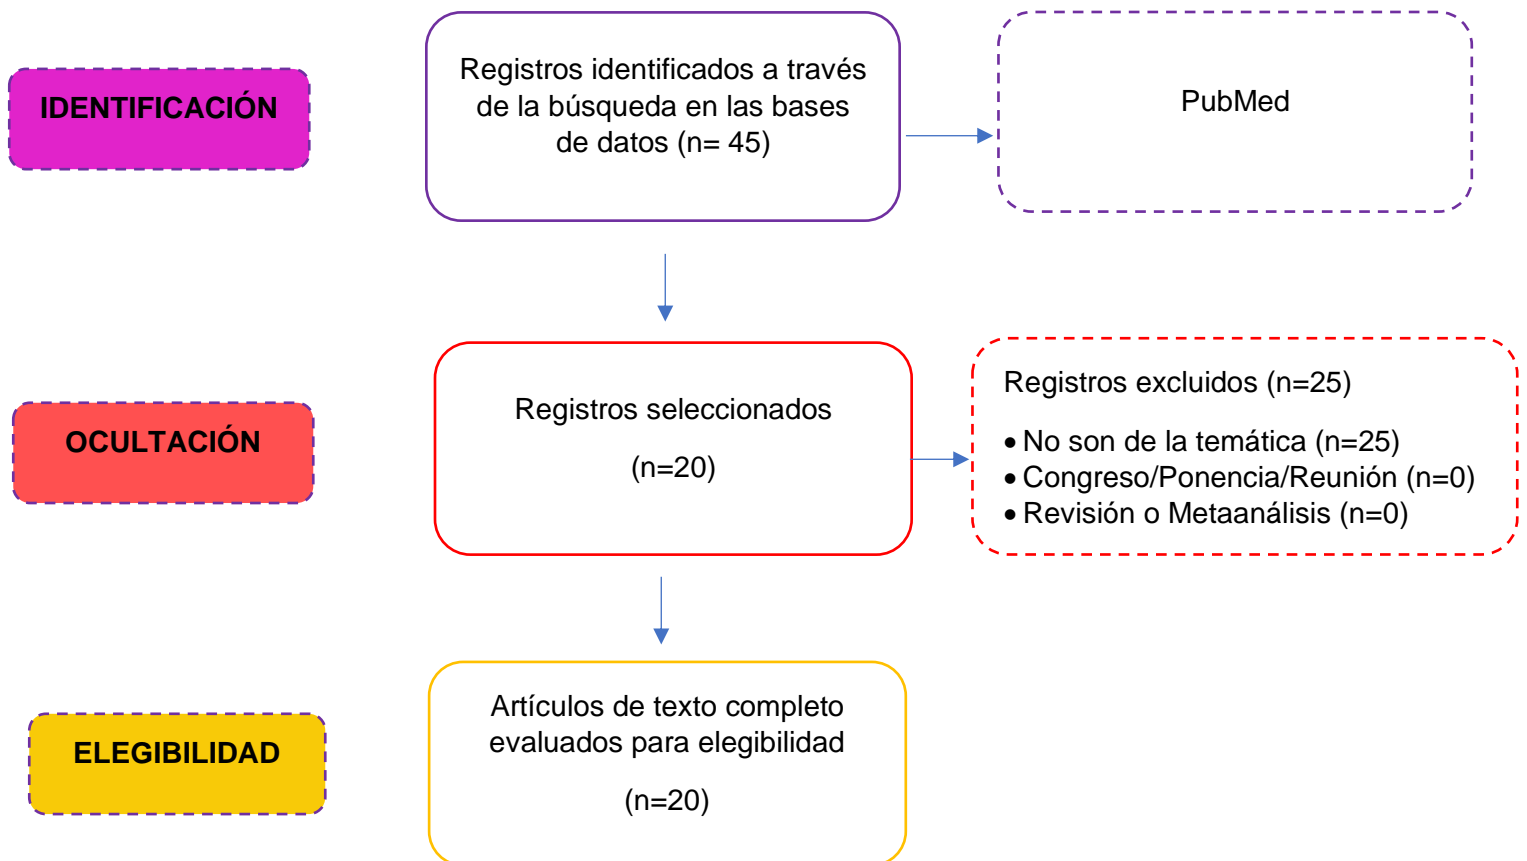 IDENTIFICACIÓN
Registros identificados a través
de la búsqueda en las bases
de datos (n= 45)
PubMed
OCULTACIÓN
Registros seleccionados
(n=20)
Registros excluidos (n=25)
• No son de la temática (n=25)
• Congreso/Ponencia/Reunión (n=0)
• Revisión o Metaanálisis (n=0)
ELEGIBILIDAD
Artículos de texto completo
evaluados para elegibilidad
(n=20)